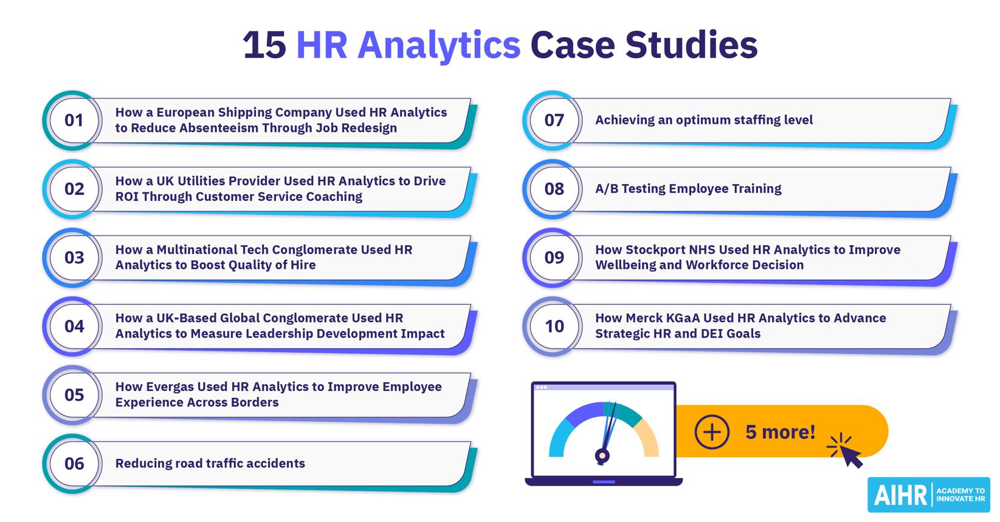 15 HR Analytics Case Studies
01
How a European Shipping Company Used HR Analytics
to Reduce Absenteeism Through Job Redesign
02
How a UK Utilities Provider Used HR Analytics to Drive
ROI Through Customer Service Coaching
03
How a Multinational Tech Conglomerate Used HR
Analytics to Boost Quality of Hire
04
How a UK-Based Global Conglomerate Used HR
Analytics to Measure Leadership Development Impact
05
How Evergas Used HR Analytics to Improve Employee
Experience Across Borders
06
Reducing road traffic accidents
07
Achieving an optimum staffing level
08
A/B Testing Employee Training
09
How Stockport NHS Used HR Analytics to Improve
Wellbeing and Workforce Decision
10
How Merck KGaA Used HR Analytics to Advance
Strategic HR and DEI Goals
5 more!
AIHR
ACADEMY TO
INNOVATE HR